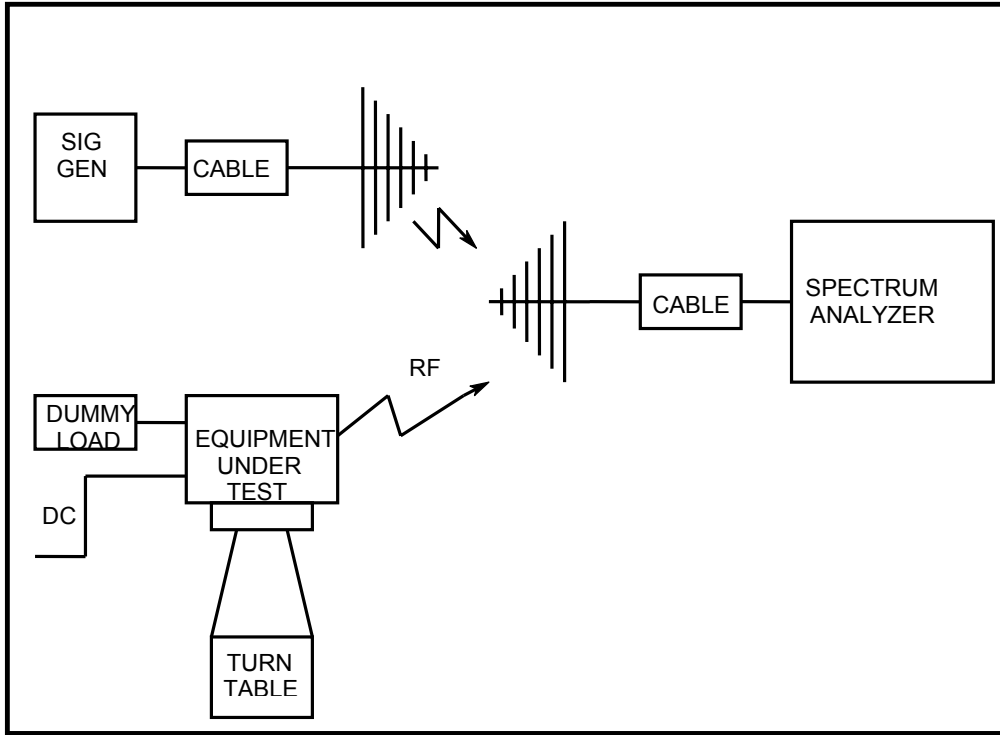 SIG
GEN
CABLE
CABLE
SPECTRUM
ANALYZER
RF
DUMMY
LOAD
EQUIPMENT
UNDER
TEST
DC
TURN
TABLE